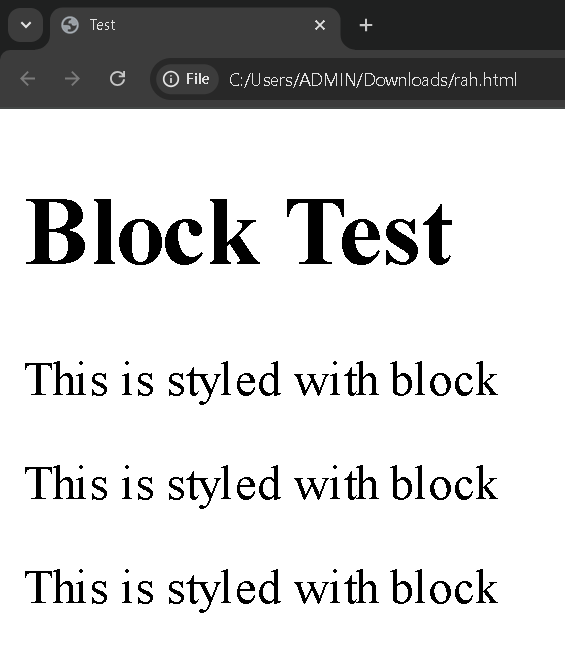 Test
File C:/Users/ADMIN/Downloads/rah.html
Block Test
This is styled with block
This is styled with block
This is styled with block